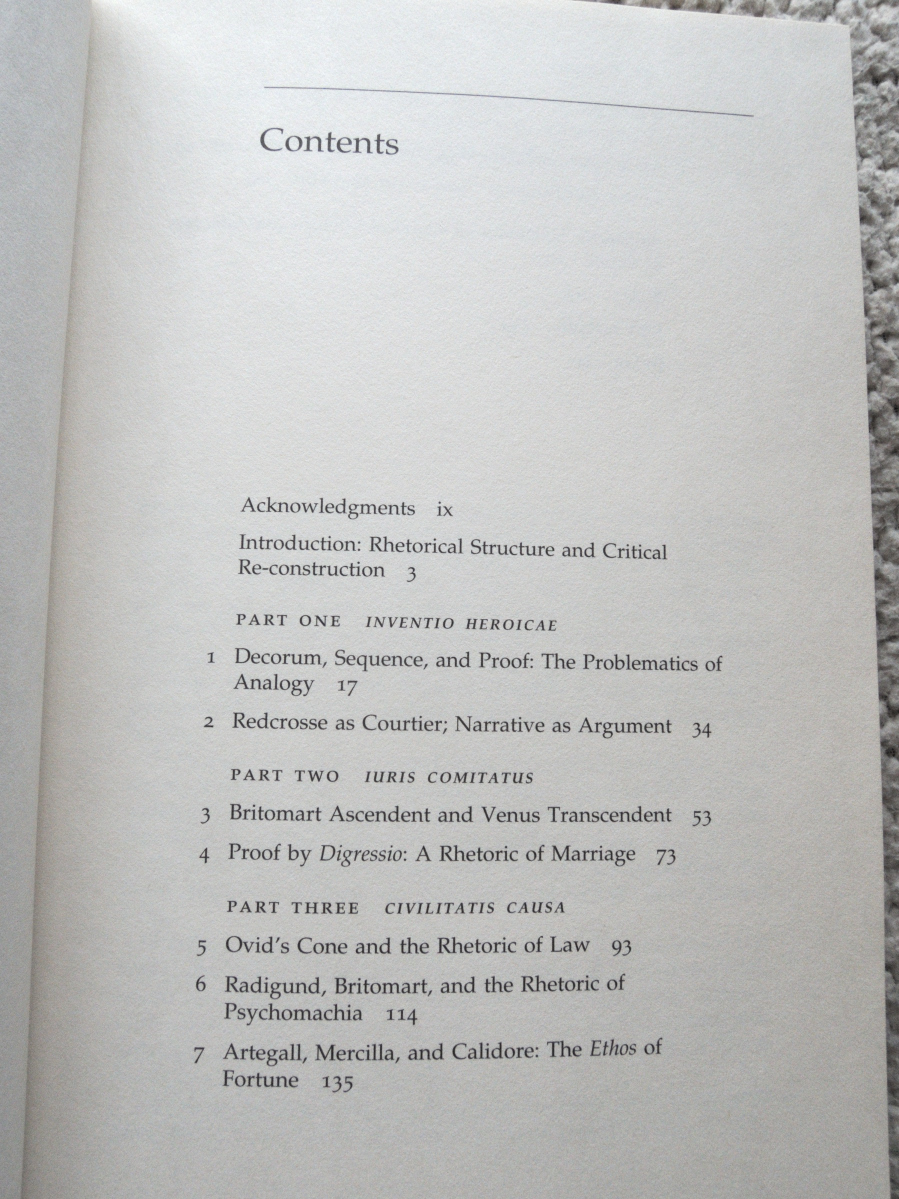 Contents
Acknowledgments ix
Introduction: Rhetorical Structure and Critical
Re-construction 3
PART ONE INVENTIO HEROICAE
1 Decorum, Sequence, and Proof: The Problematics of
Analogy 17
2 Redcrosse as Courtier; Narrative as Argument 34
PART TWO IURIS COMITATUS
3 Britomart Ascendent and Venus Transcendent 53
4 Proof by Digressio: A Rhetoric of Marriage 73
PART THREE CIVILITATIS CAUSA
5 Ovid's Cone and the Rhetoric of Law 93
6 Radigund, Britomart, and the Rhetoric of
Psychomachia 114
7 Artegall, Mercilla, and Calidore: The Ethos of
Fortune 135